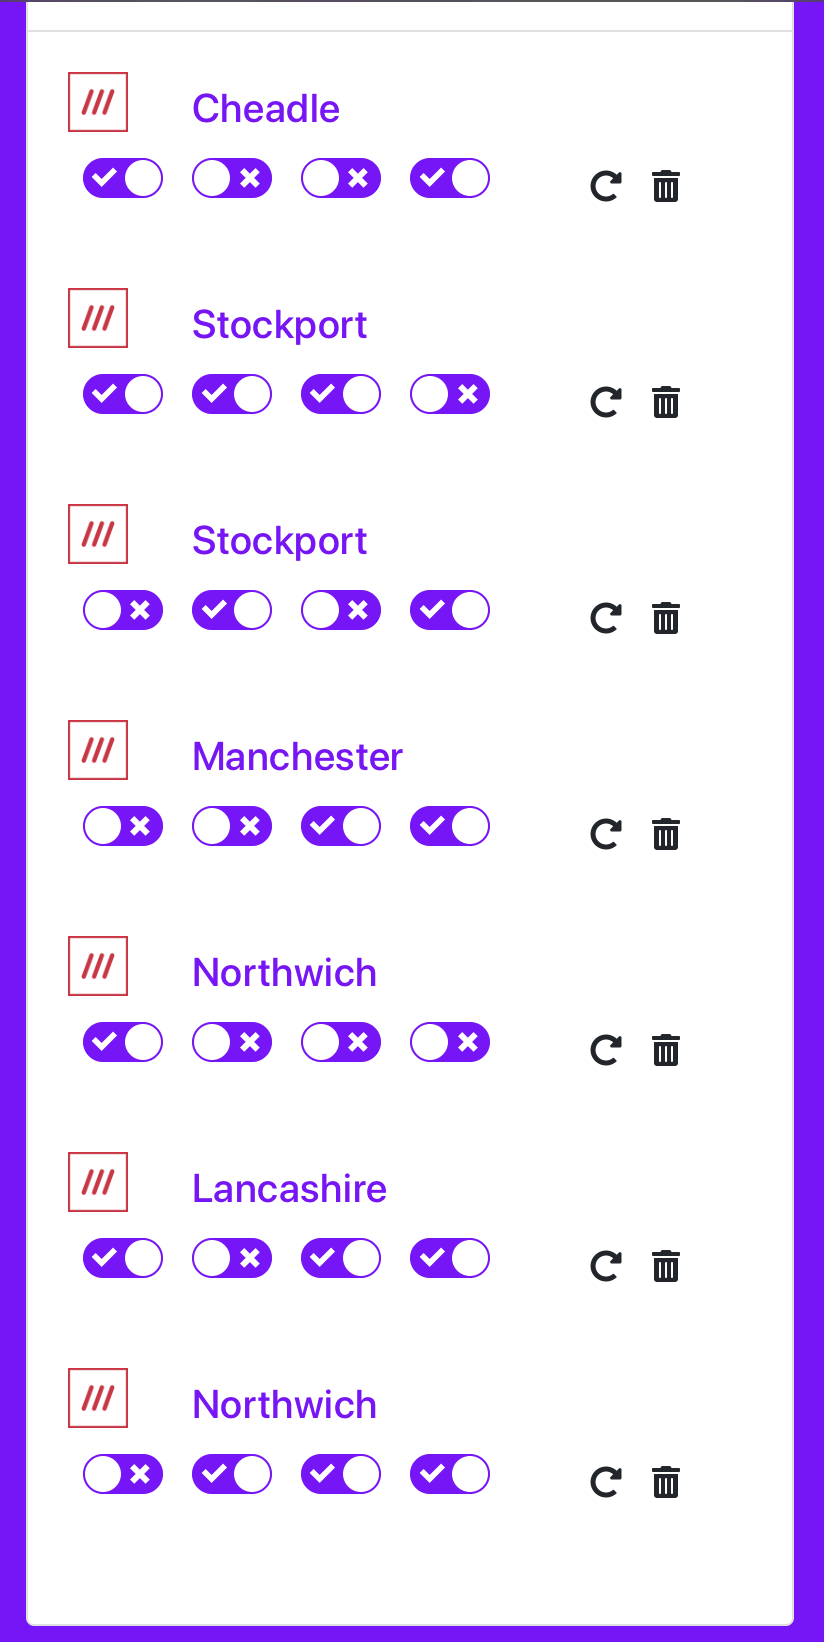 Cheadle
Stockport
Stockport
Manchester
Northwich
Lancashire
Northwich